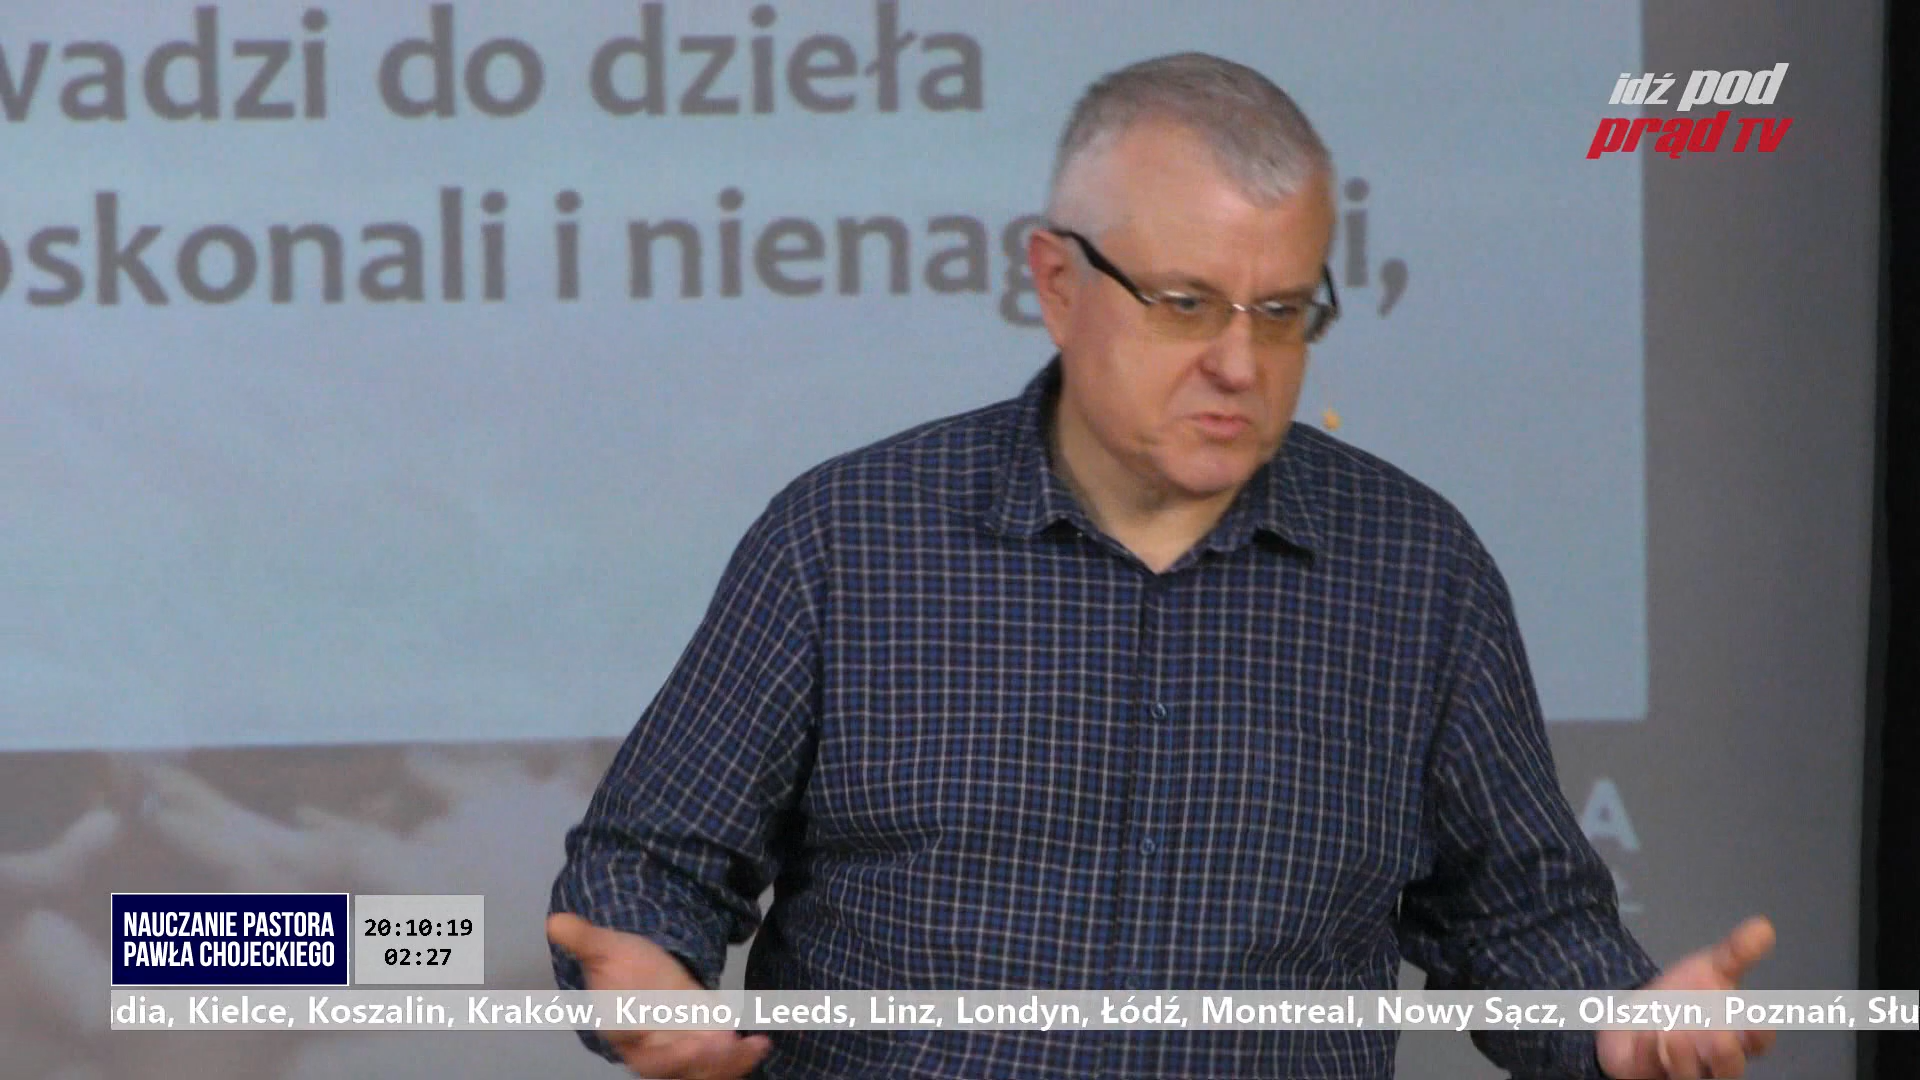 wadzi do dzieła
oskonali i nienag
i,
idź pod
prąd TV
A
NAUCZANIE PASTORA
PAWŁA CHOJECKIEGO
20:10:19
02:27
dia, Kielce, Koszalin, Kraków, Krosno, Leeds, Linz, Londyn, Łódź, Montreal, Nowy Sącz, Olsztyn, Poznań, Słu